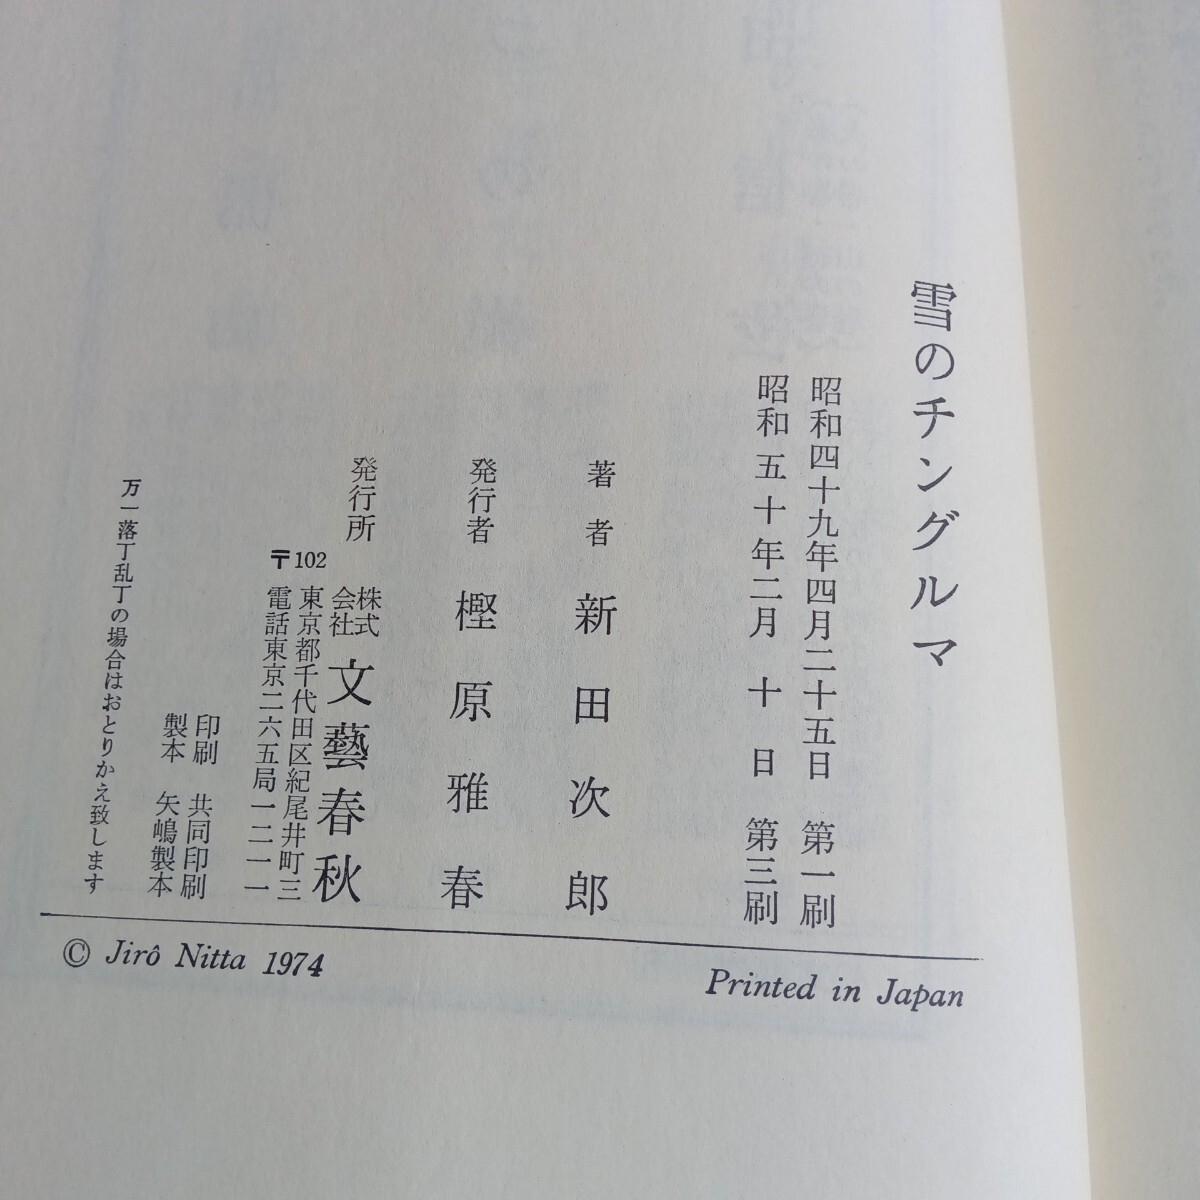 雪のチングルマ
昭和四十九年四月二十五日 第一刷
昭和五十年二月十日 第三刷
著者 新田次郎
発行者 樫原雅春
発行所 株式会社 文藝春秋
〒102
東京都千代田区紀尾井町三
電話東京二六五局一二一一
印刷 共同印刷
製本 矢嶋製本
万一落丁乱丁の場合はおとりかえ致します
© Jirô Nitta 1974
Printed in Japan